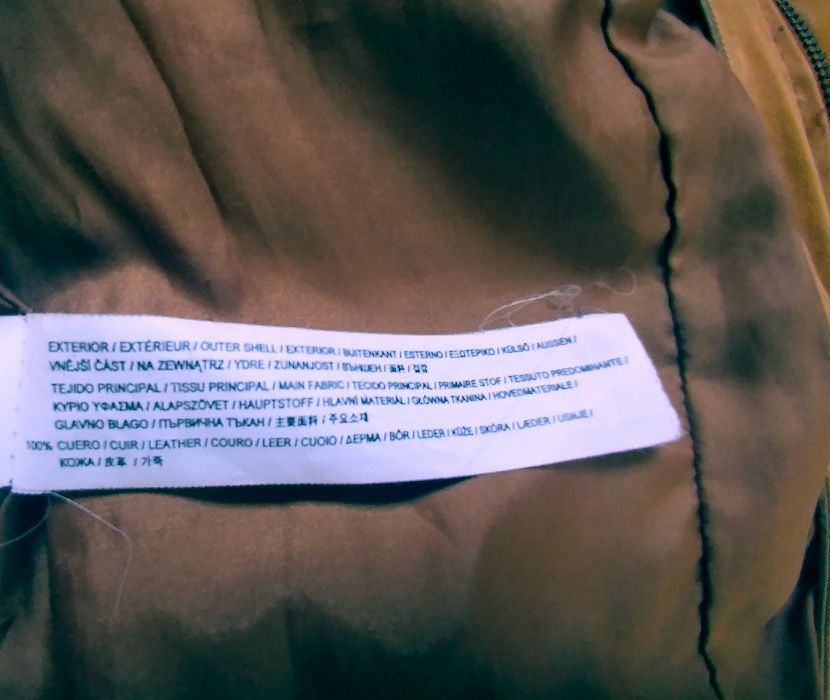 EXTERIOR / EXTÉRIEUR / OUTER SHELL / EXTERIOR / BUITENKANT / ESTERNO / ΕΞΩΤΕΡΙΚΟ / KÜLSŐ / AUSSEN /
VNĚJŠÍ ČÁST / NA ZEWNĄTRZ / YDRE / ZUNANJOST / ВЪНШЕН / 面料 / 겉감
TEJIDO PRINCIPAL / TISSU PRINCIPAL / MAIN FABRIC / TECIDO PRINCIPAL / PRIMAIRE STOF / TESSUTO PREDOMINANTE /
ΚΥΡΙΟ ΥΦΑΣΜΑ / ALAPSZÖVET / HAUPTSTOFF / HLAVNÍ MATERIÁL / GŁÓWNA TKANINA / HOVEDMATERIALE /
GLAVNO BLAGO / ПЪРВИЧНА ТЪКАН / 主要面料 / 주요소재
100% CUERO / CUIR / LEATHER / COURO / LEER / CUOIO / ΔΕΡΜΑ / BŐR / LEDER / KŮŽE / SKÓRA / LÆDER / USNJE /
КОЖА / 皮革 / 가죽